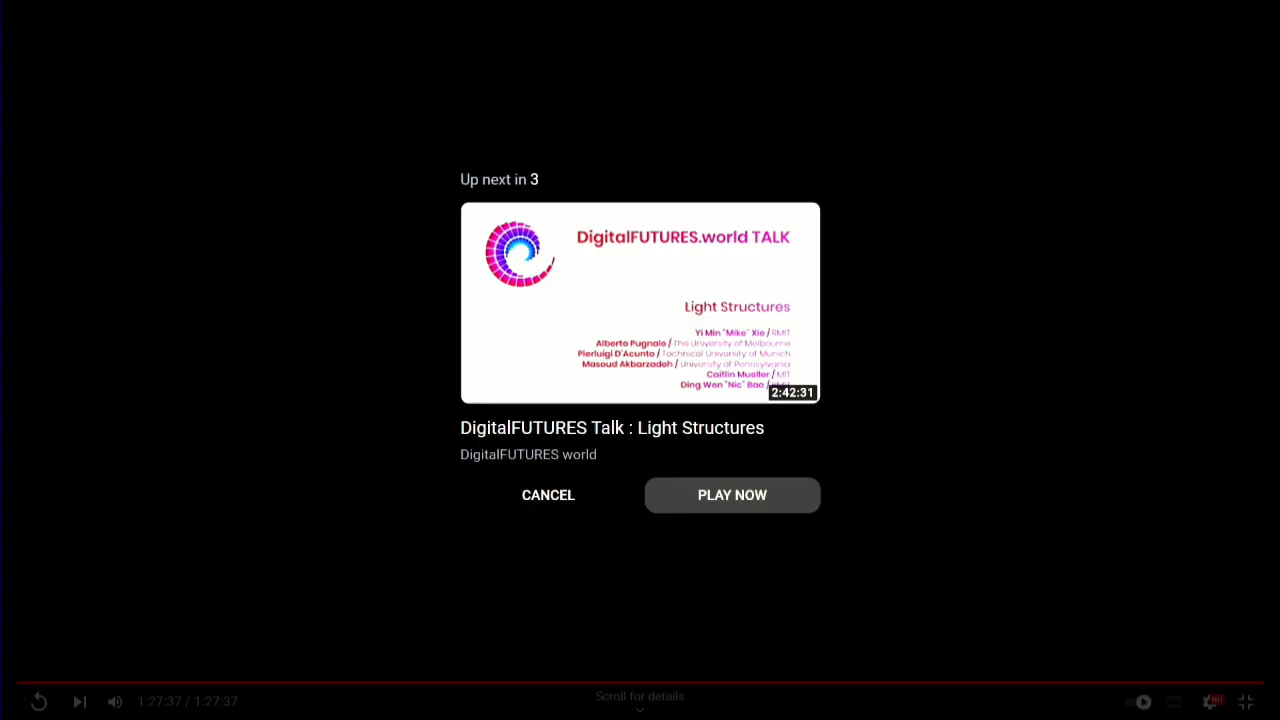 Up next in 3
DigitalFUTURES.world TALK
Light Structures
Yi Min "Mike" Xie / RMIT
Alberto Pugnale / The University of Melbourne
Pierluigi D'Acunto / Technical University of Munich
Masoud Akbarzadeh / University of Pennsylvania
Caitlin Mueller / MIT
Ding Wen "Nic" Bao /
2:42:31
DigitalFUTURES Talk : Light Structures
DigitalFUTURES world
CANCEL
PLAY NOW
Scroll for details
1:27:37 / 1:27:37